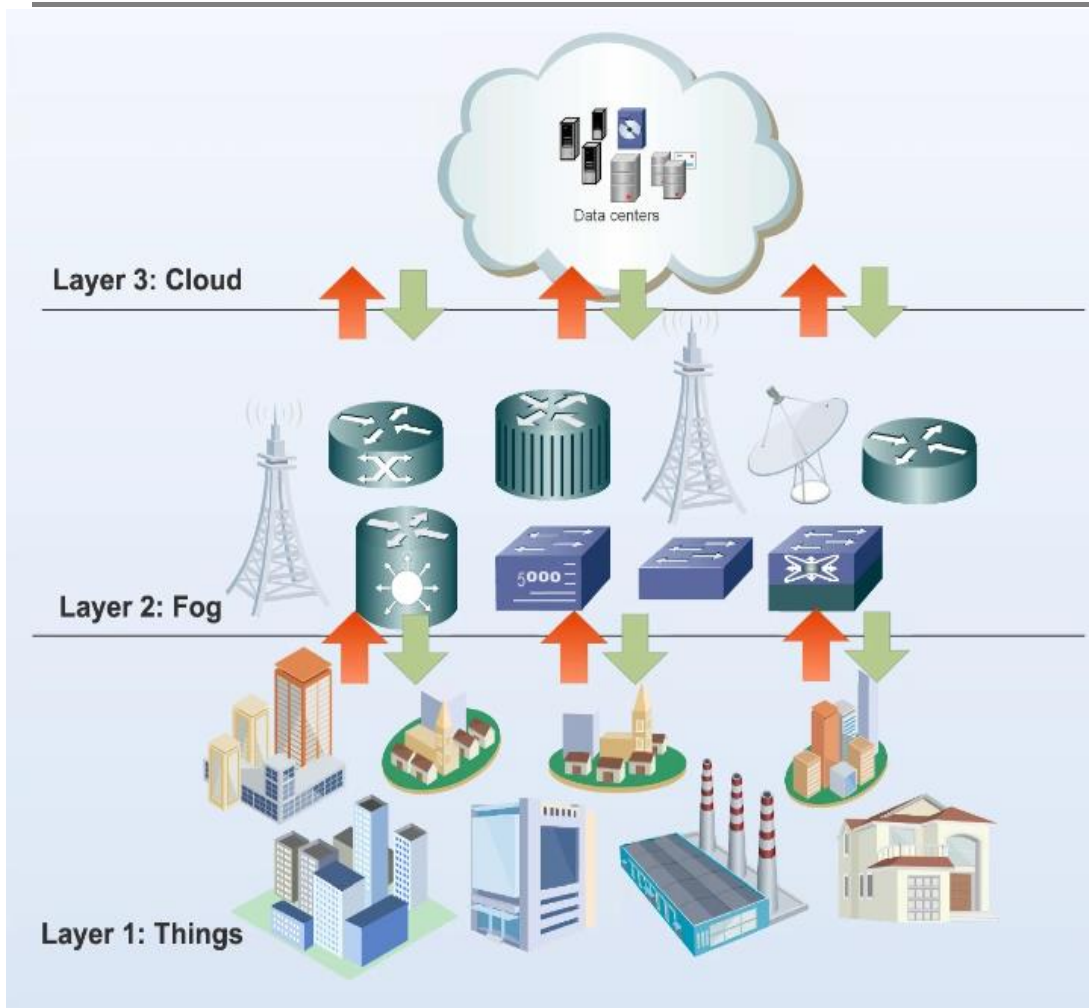 Data centers
Layer 3: Cloud
5000
Layer 2: Fog
Layer 1: Things